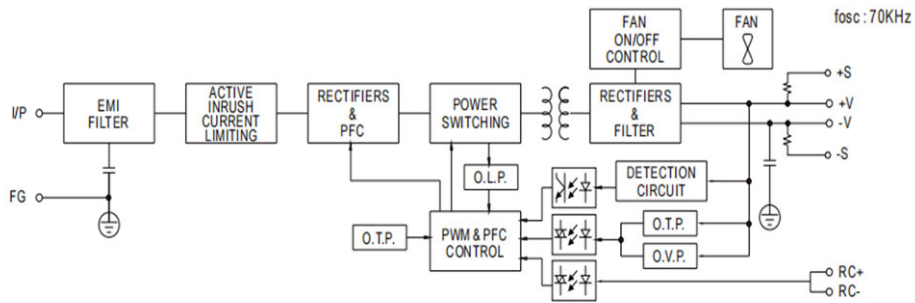 fosc : 70KHz
FAN
ON/OFF
CONTROL
FAN
I/P
EMI
FILTER
ACTIVE
INRUSH
CURRENT
LIMITING
RECTIFIERS
&
PFC
POWER
SWITCHING
RECTIFIERS
&
FILTER
+S
+V
-V
-S
FG
O.L.P.
DETECTION
CIRCUIT
O.T.P.
PWM & PFC
CONTROL
O.T.P.
O.V.P.
RC+
RC-